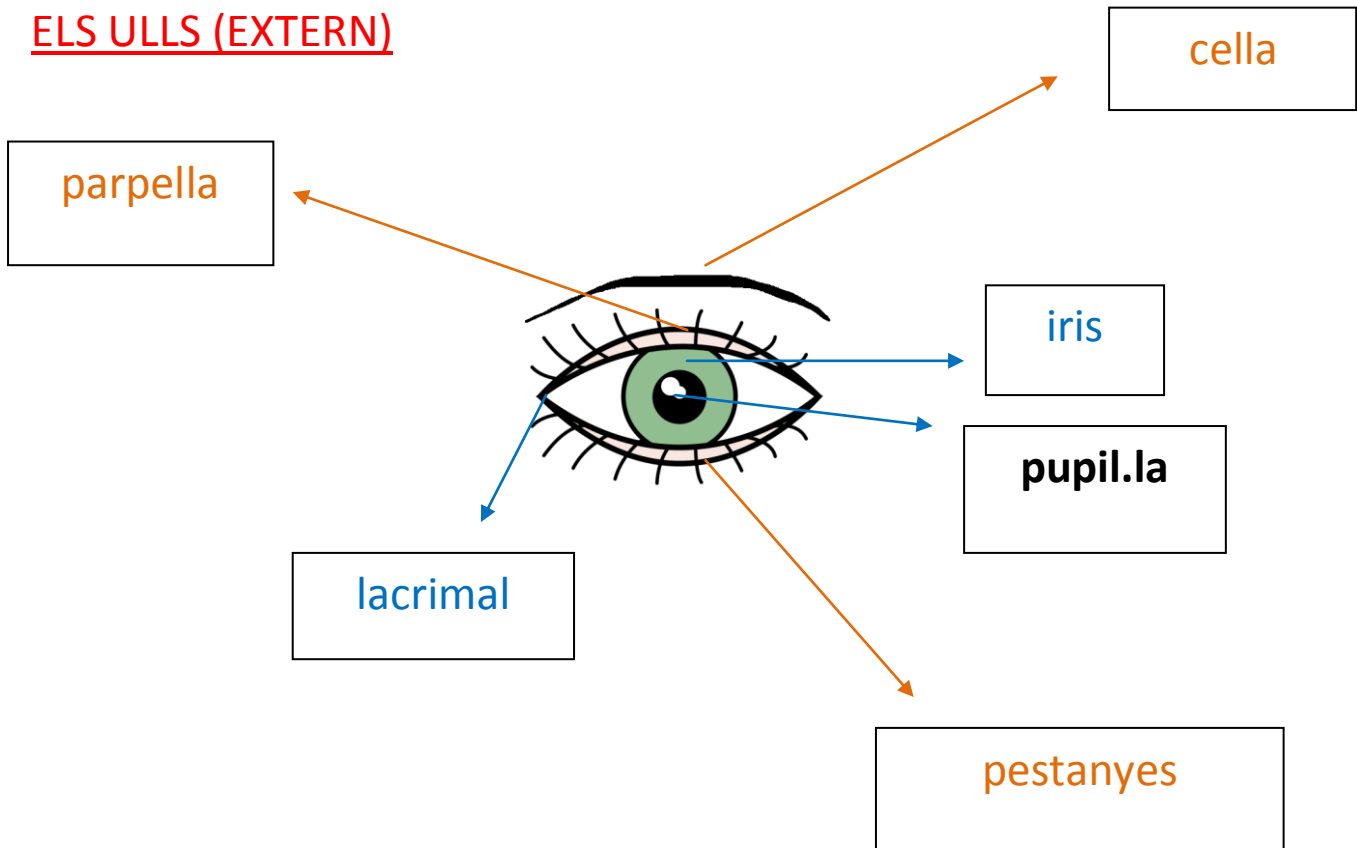 ELS ULLS (EXTERN)
cella
parpella
iris
pupil.la
lacrimal
pestanyes